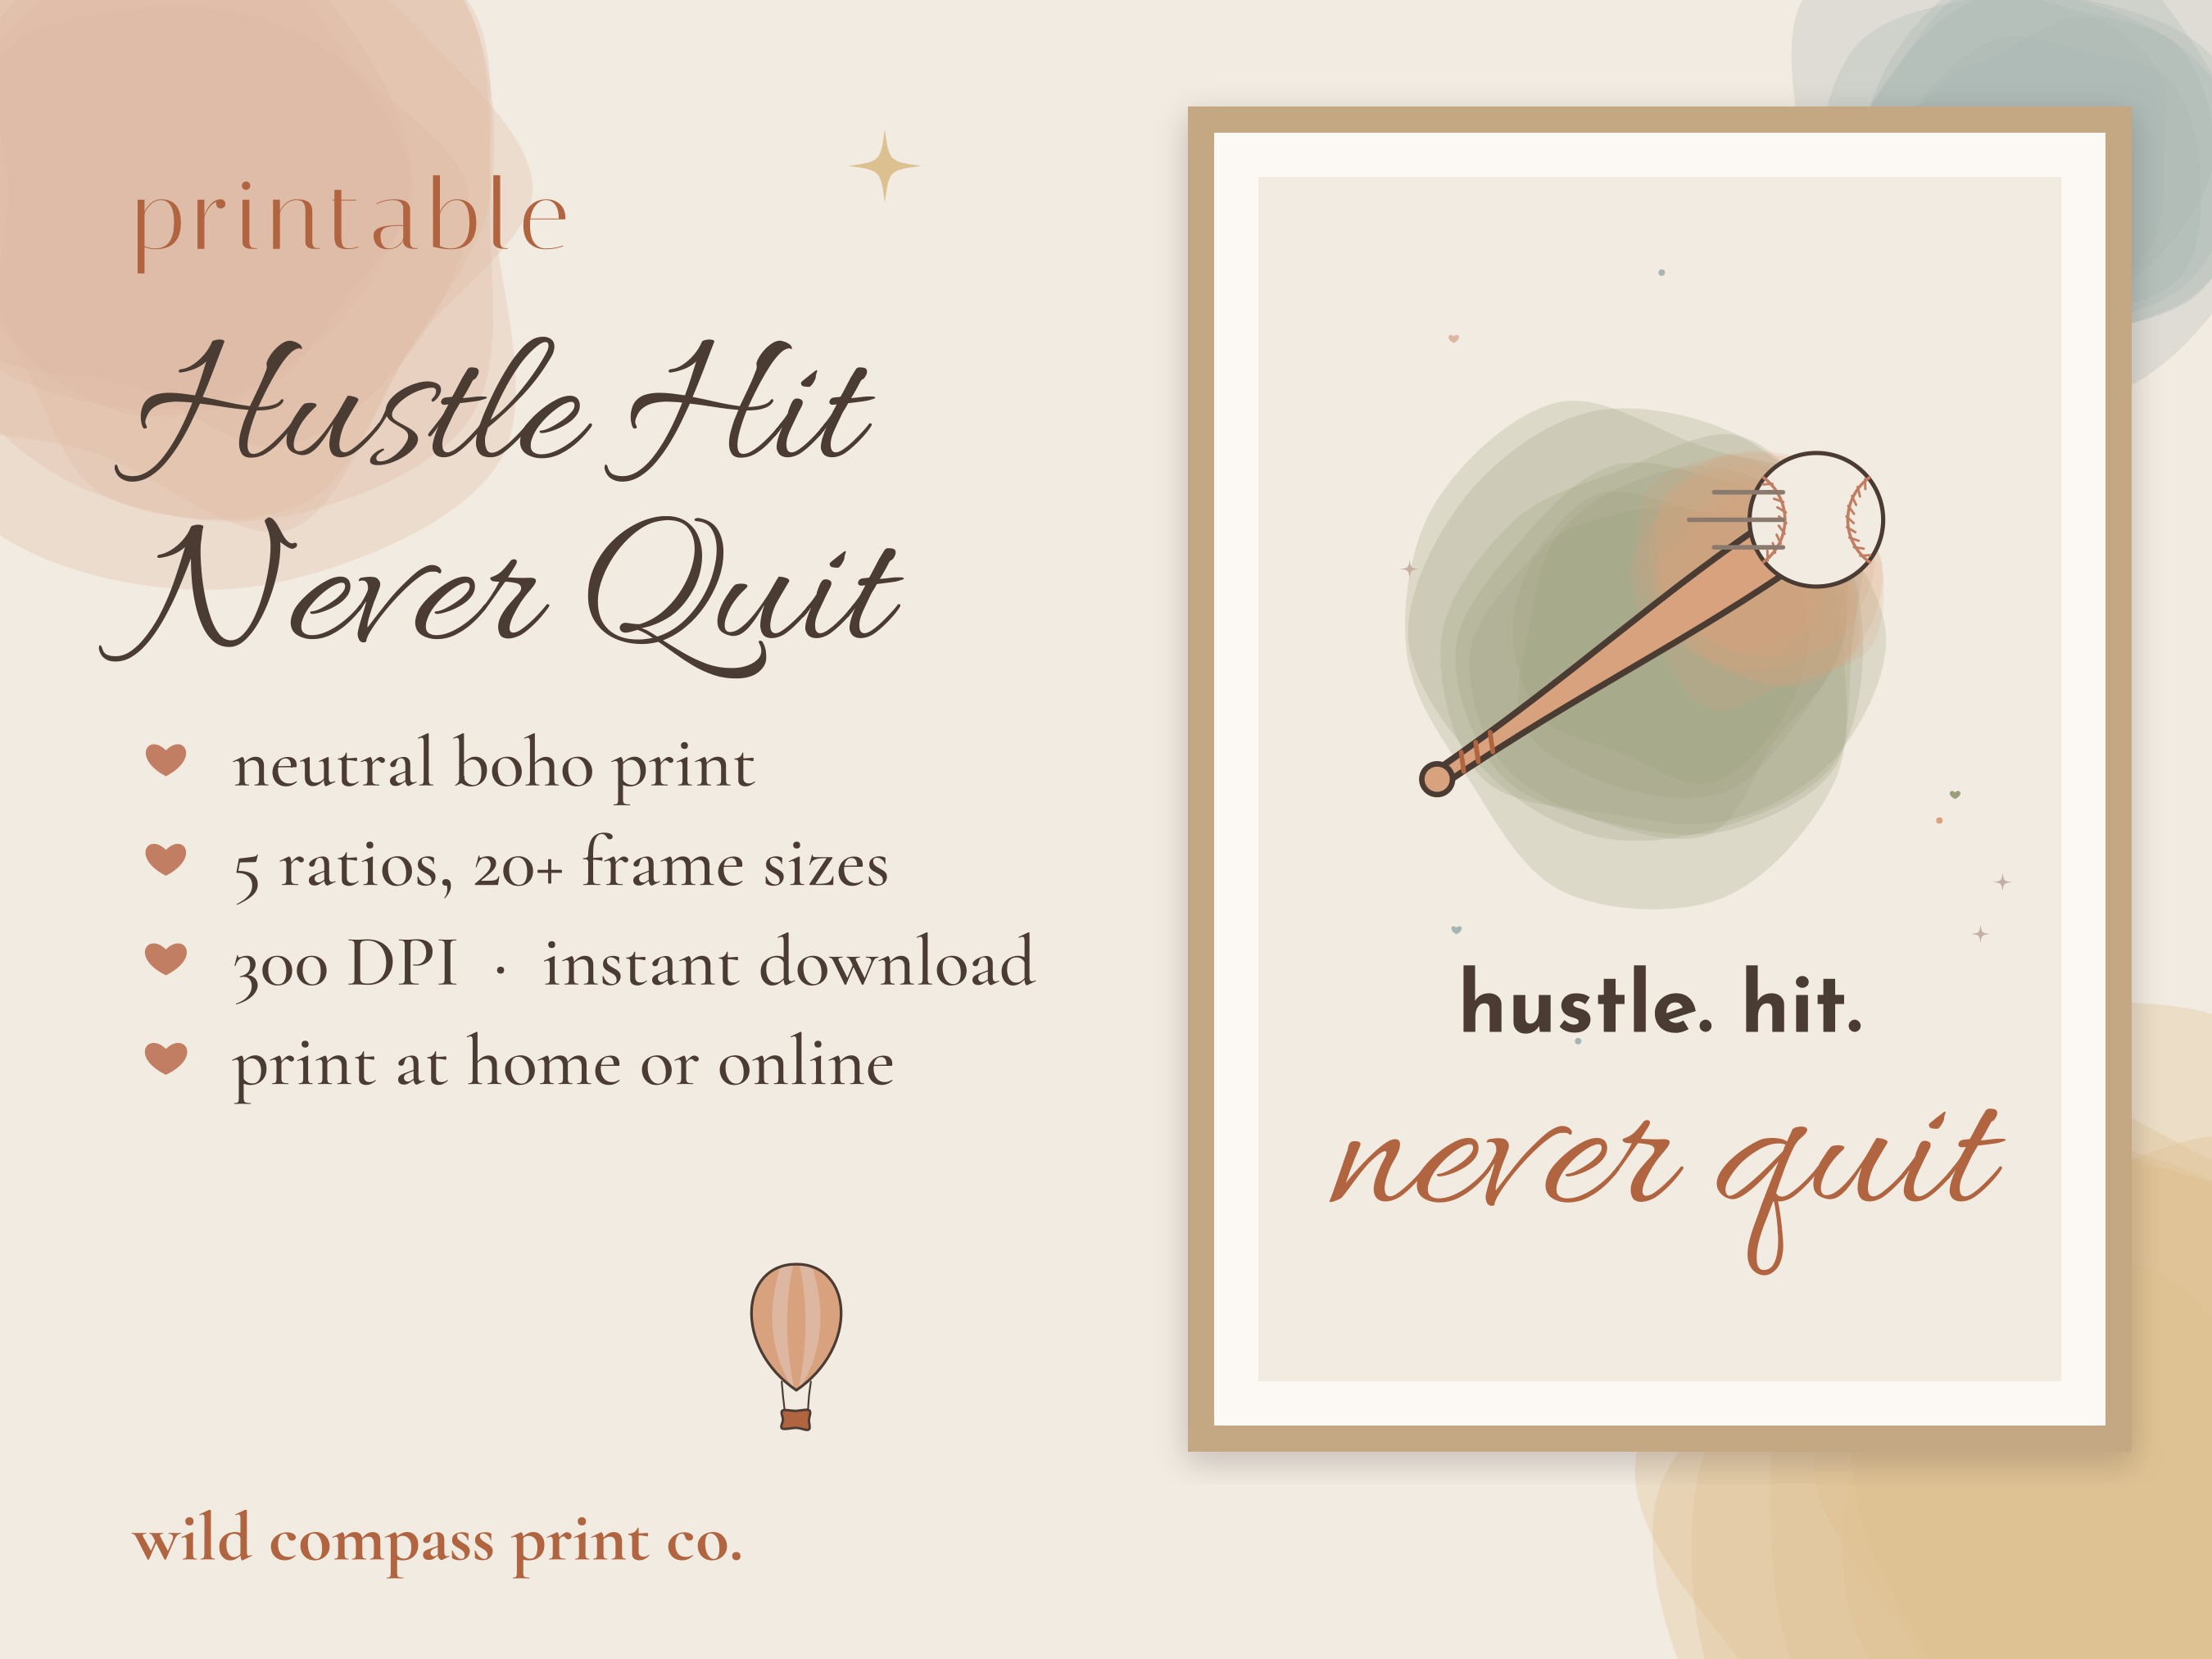 printable
Hustle Hit
Never Quit
neutral boho print
5 ratios, 20+ frame sizes
300 DPI · instant download
print at home or online
wild compass print co.
hustle. hit.
never quit